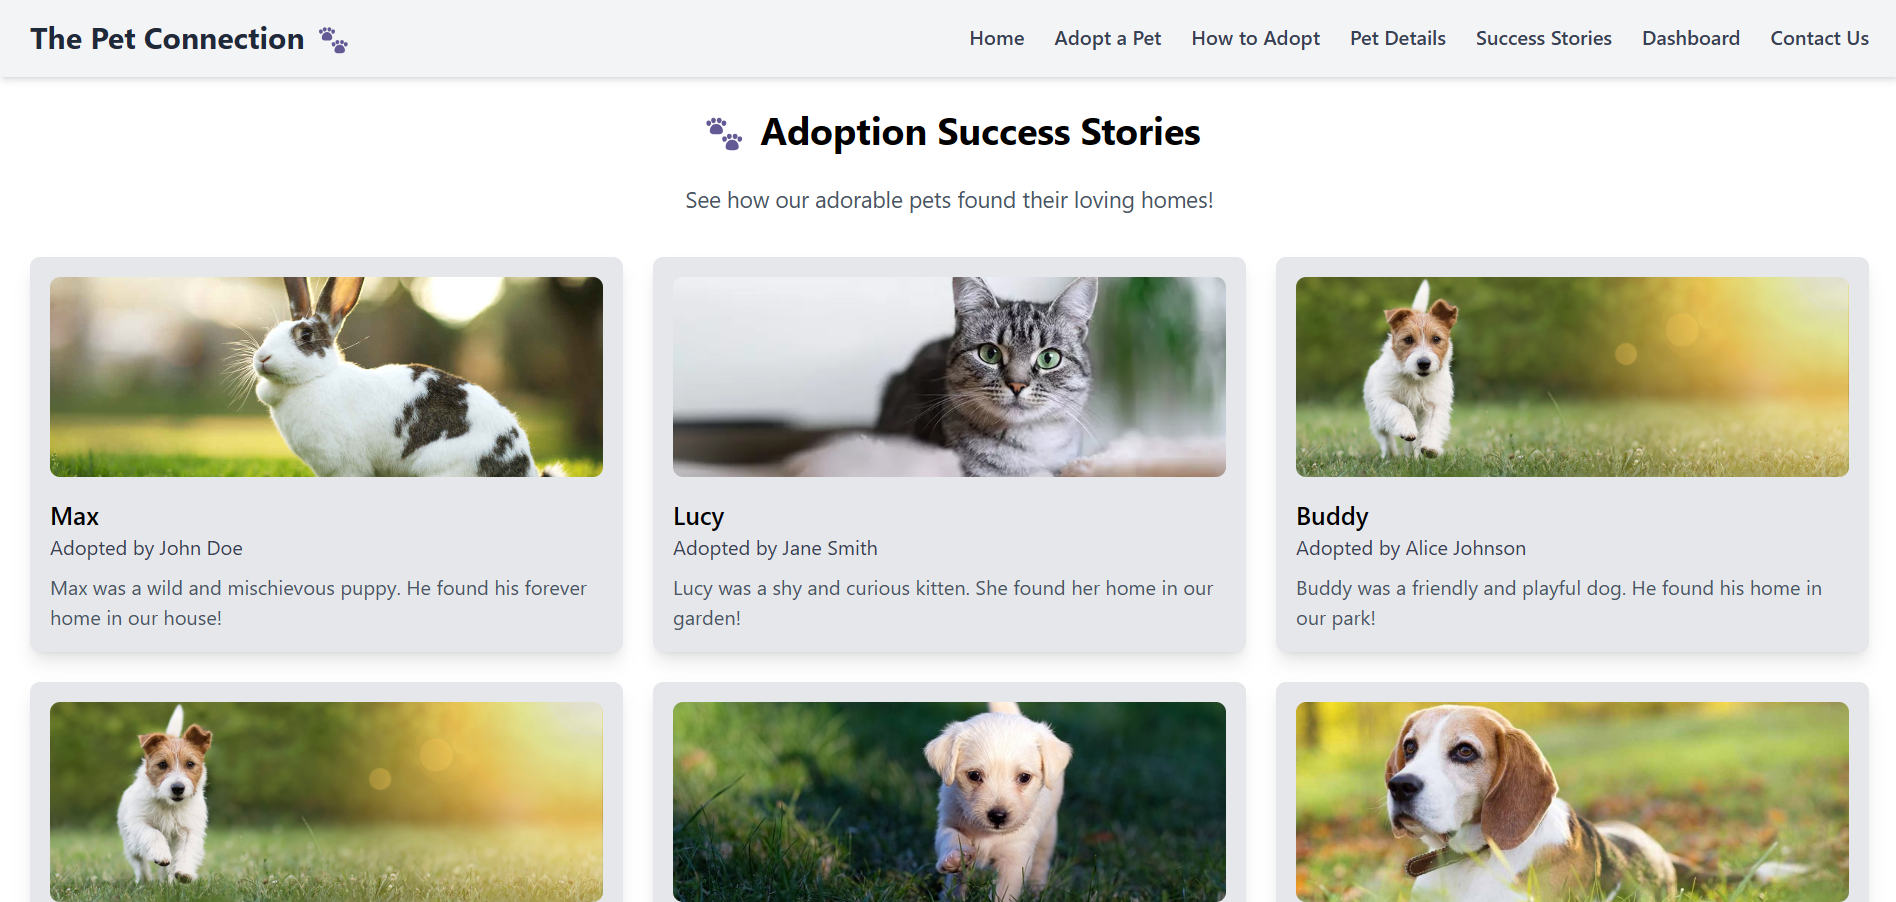 The Pet Connection
Home Adopt a Pet How to Adopt Pet Details Success Stories Dashboard Contact Us
Adoption Success Stories
See how our adorable pets found their loving homes!
Max
Adopted by John Doe
Max was a wild and mischievous puppy. He found his forever
home in our house!
Lucy
Adopted by Jane Smith
Lucy was a shy and curious kitten. She found her home in our
garden!
Buddy
Adopted by Alice Johnson
Buddy was a friendly and playful dog. He found his home in
our park!